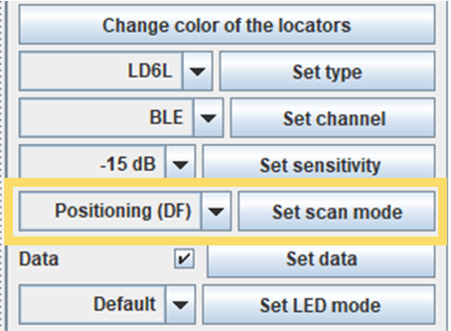 Change color of the locators
LD6L Set type
BLE Set channel
-15 dB Set sensitivity
Positioning (DF) Set scan mode
Data Set data
Default Set LED mode